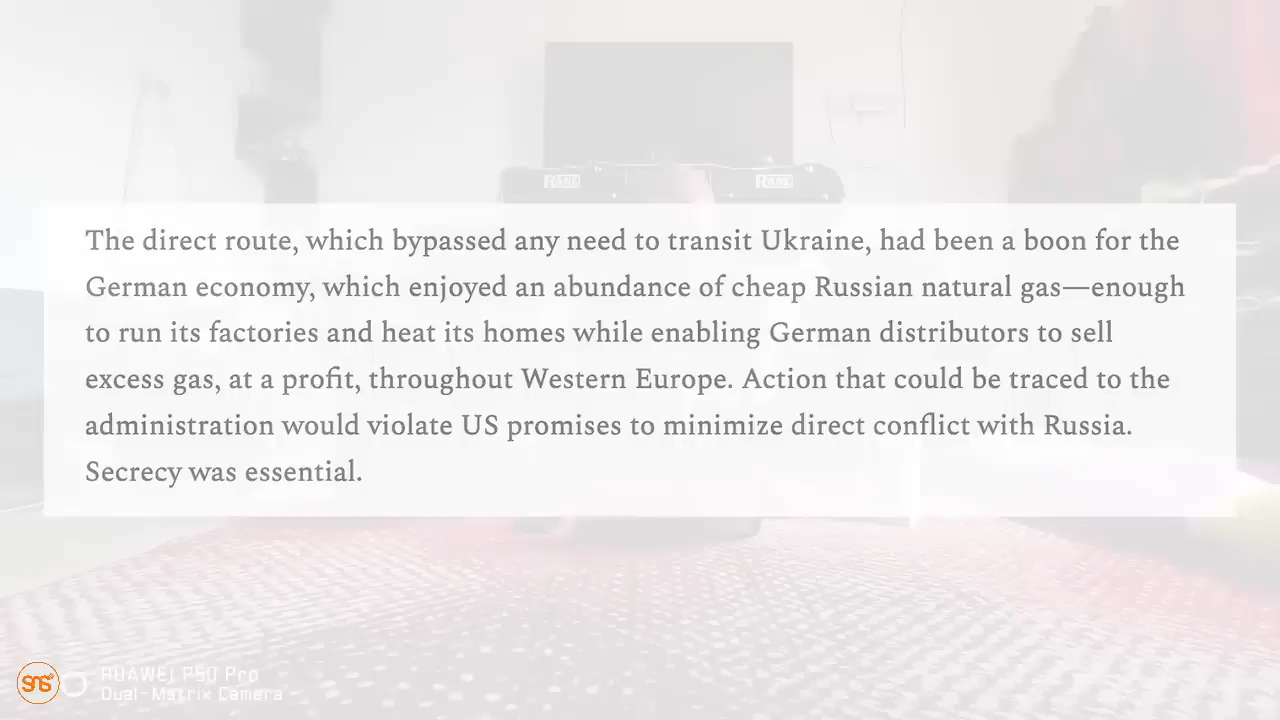 RANE RANE
The direct route, which bypassed any need to transit Ukraine, had been a boon for the
German economy, which enjoyed an abundance of cheap Russian natural gas—enough
to run its factories and heat its homes while enabling German distributors to sell
excess gas, at a profit, throughout Western Europe. Action that could be traced to the
administration would violate US promises to minimize direct conflict with Russia.
Secrecy was essential.
SNS
HUAWEI P50 Pro
Dual-Matrix Camera